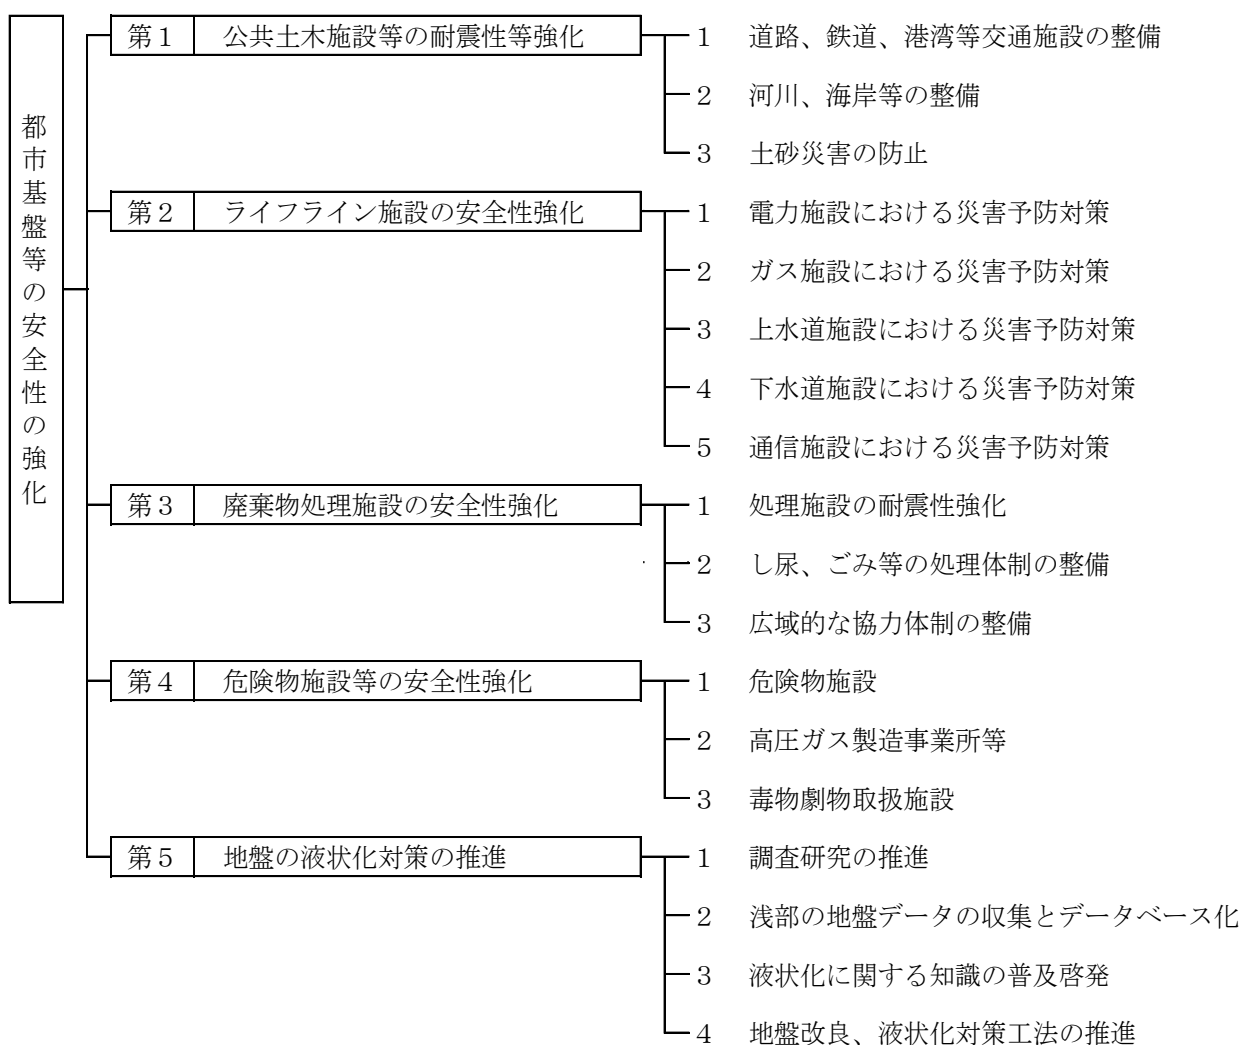 都市基盤等の安全性の強化
第１ 公共土木施設等の耐震性等強化
１ 道路、鉄道、港湾等交通施設の整備
２ 河川、海岸等の整備
３ 土砂災害の防止
第２ ライフライン施設の安全性強化
１ 電力施設における災害予防対策
２ ガス施設における災害予防対策
３ 上水道施設における災害予防対策
４ 下水道施設における災害予防対策
５ 通信施設における災害予防対策
第３ 廃棄物処理施設の安全性強化
１ 処理施設の耐震性強化
２ し尿、ごみ等の処理体制の整備
３ 広域的な協力体制の整備
第４ 危険物施設等の安全性強化
１ 危険物施設
２ 高圧ガス製造事業所等
３ 毒物劇物取扱施設
第５ 地盤の液状化対策の推進
１ 調査研究の推進
２ 浅部の地盤データの収集とデータベース化
３ 液状化に関する知識の普及啓発
４ 地盤改良、液状化対策工法の推進